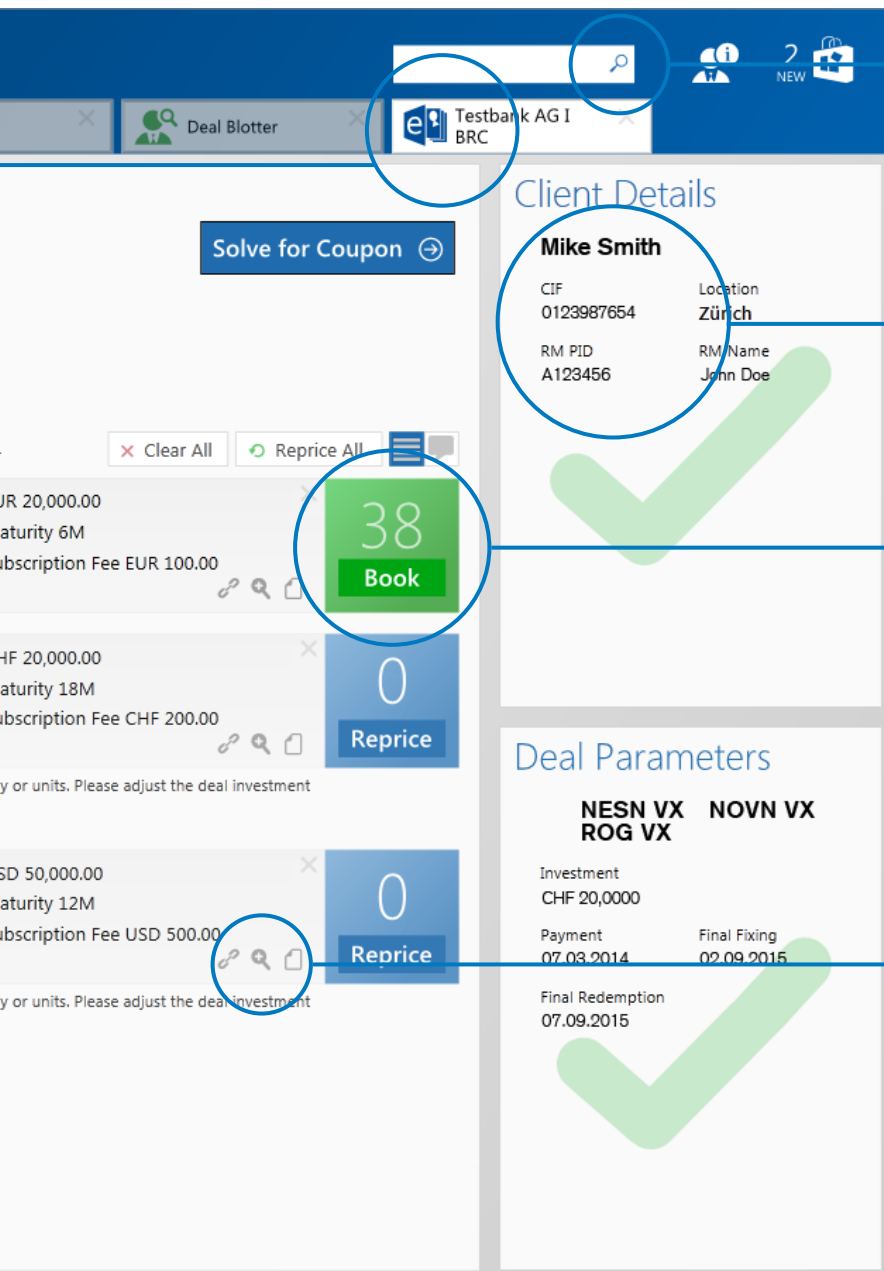 2
NEW
Deal Blotter
Testbank AG I
BRC
Solve for Coupon
Clear All
Reprice All
UR 20,000.00
aturity 6M
ubscription Fee EUR 100.00
38
Book
HF 20,000.00
aturity 18M
ubscription Fee CHF 200.00
0
Reprice
y or units. Please adjust the deal investment
SD 50,000.00
aturity 12M
ubscription Fee USD 500.00
0
Reprice
y or units. Please adjust the deal investment
Client Details
Mike Smith
CIF Location
0123987654 Zürich
RM PID RM Name
A123456 John Doe
Deal Parameters
NESN VX NOVN VX
ROG VX
Investment
CHF 20,0000
Payment Final Fixing
07.03.2014 02.09.2015
Final Redemption
07.09.2015